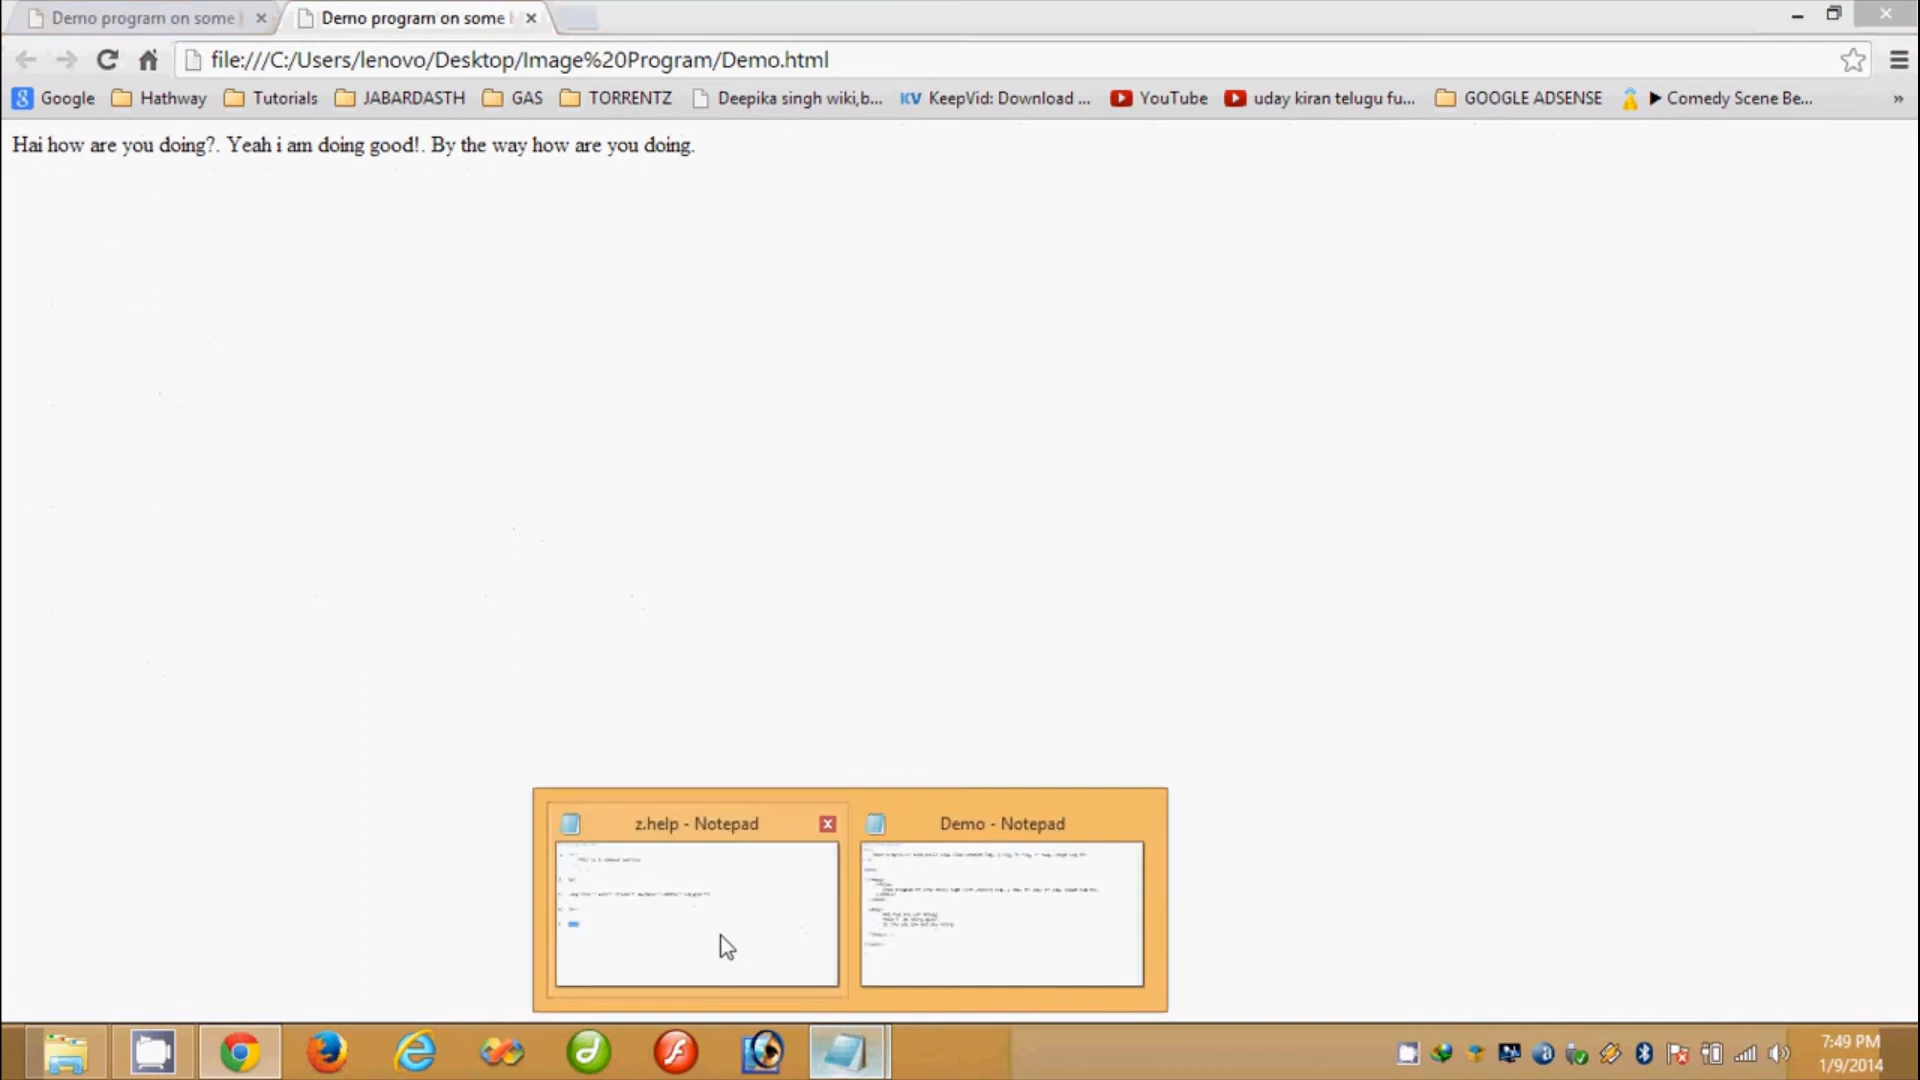 Demo program on some
Demo program on some
file:///C:/Users/lenovo/Desktop/Image%20Program/Demo.html
Google Hathway Tutorials JABARDASTH GAS TORRENTZ Deepika singh wiki,b... KV KeepVid: Download ... YouTube uday kiran telugu fu... GOOGLE ADSENSE Comedy Scene Be... »
Hai how are you doing?. Yeah i am doing good!. By the way how are you doing.
z.help - Notepad
Demo - Notepad
7:49 PM
1/9/2014